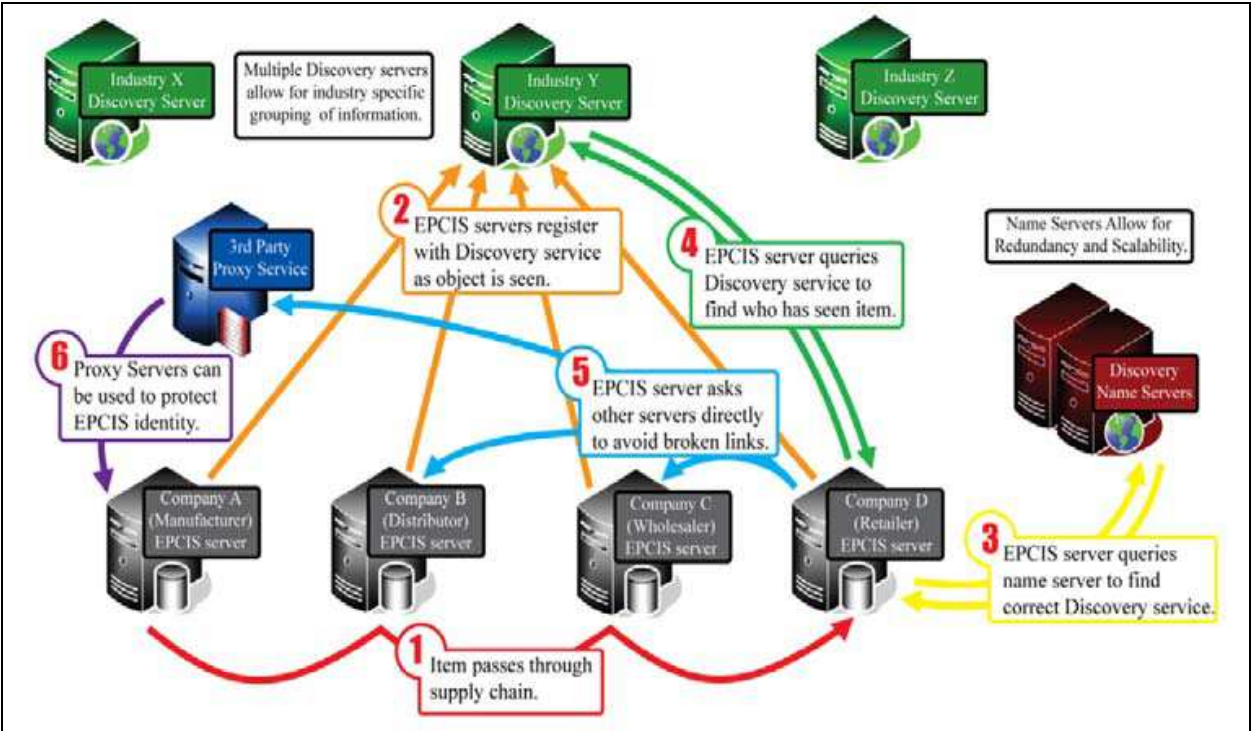 Industry X
Discovery Server
Multiple Discovery servers
allow for industry specific
grouping of information.
Industry Y
Discovery Server
Industry Z
Discovery Server
3rd Party
Proxy Service
2
EPCIS servers register
with Discovery service
as object is seen.
4
EPCIS server queries
Discovery service to
find who has seen item.
Name Servers Allow for
Redundancy and Scalability.
6
Proxy Servers can
be used to protect
EPCIS identity.
5
EPCIS server asks
other servers directly
to avoid broken links.
Discovery
Name Servers
Company A
(Manufacturer)
EPCIS server
Company B
(Distributor)
EPCIS server
Company C
(Wholesaler)
EPCIS server
Company D
(Retailer)
EPCIS server
3
EPCIS server queries
name server to find
correct Discovery service.
1
Item passes through
supply chain.